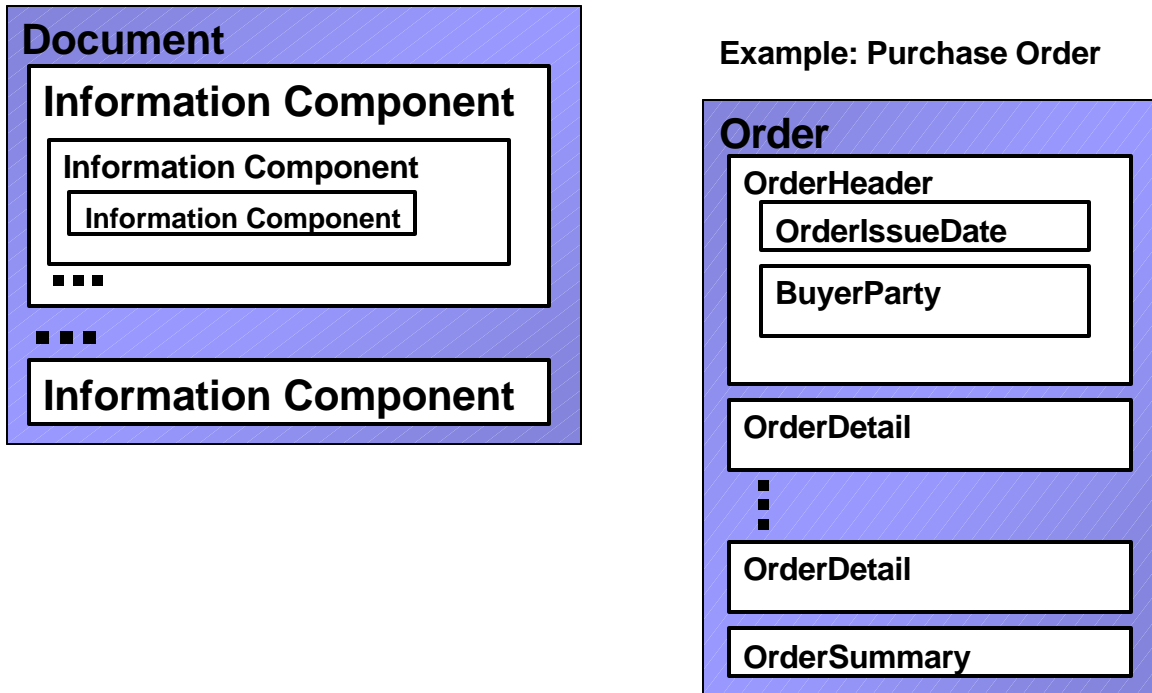 Document
Information Component
Information Component
Information Component
Information Component
Example: Purchase Order
Order
OrderHeader
OrderIssueDate
BuyerParty
OrderDetail
OrderDetail
OrderSummary